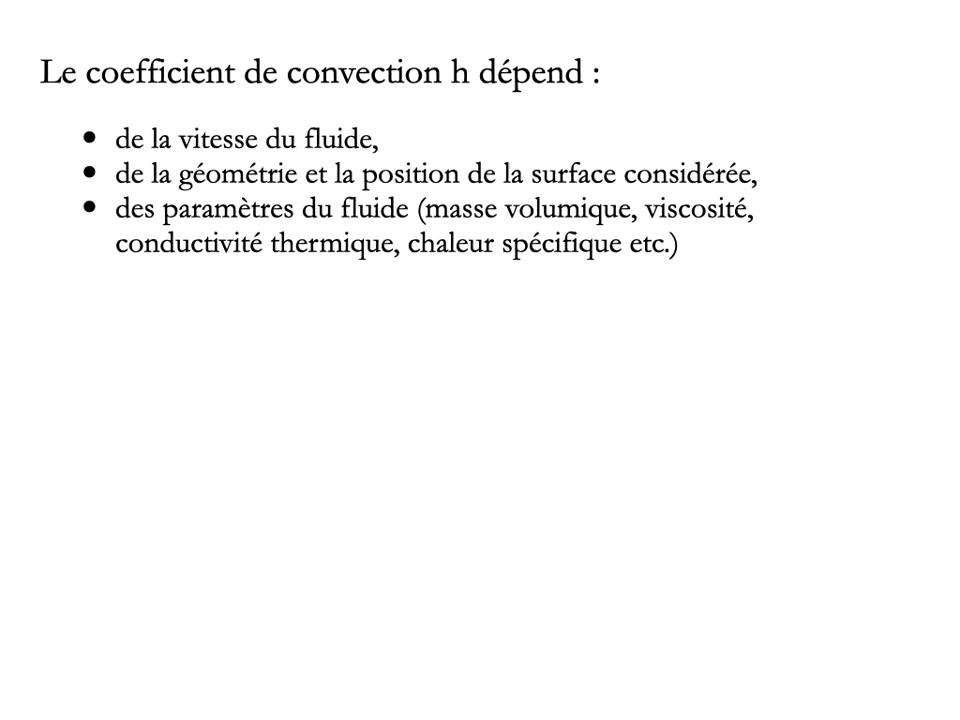 Le coefficient de convection h dépend :
• de la vitesse du fluide,
• de la géométrie et la position de la surface considérée,
• des paramètres du fluide (masse volumique, viscosité,
conductivité thermique, chaleur spécifique etc.)